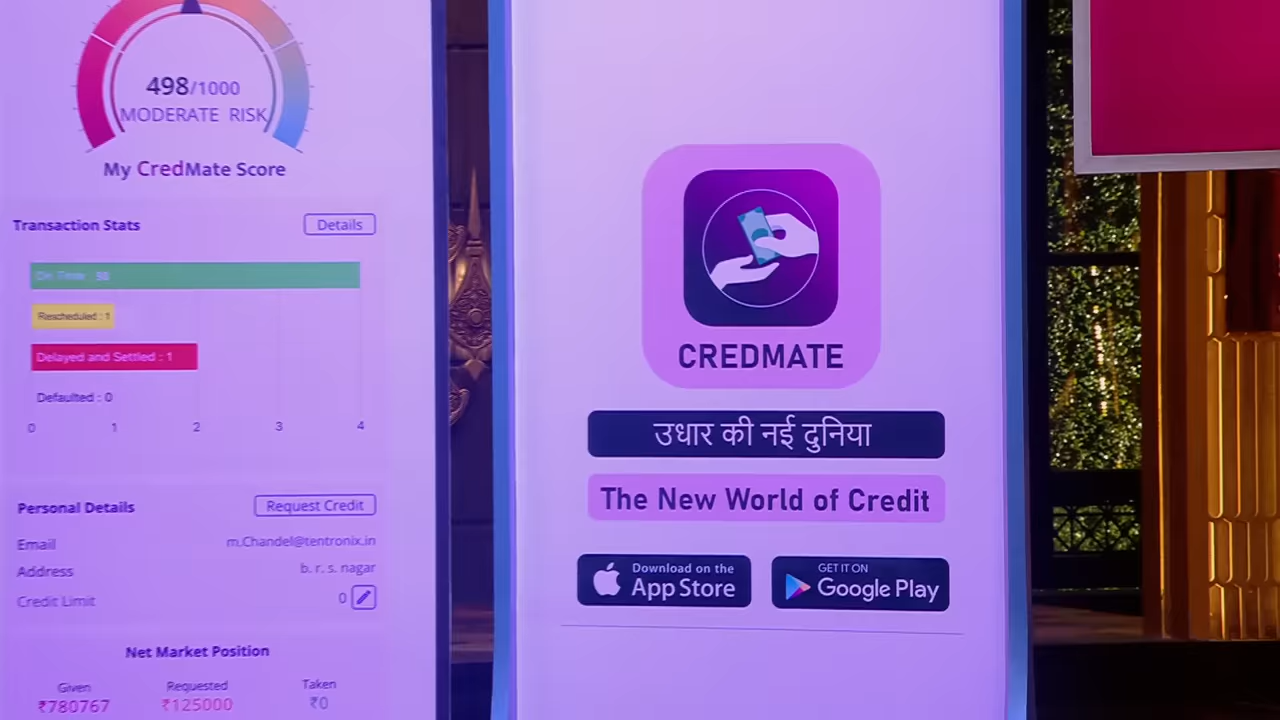 498/1000
MODERATE RISK
My CredMate Score
Transaction Stats
Details
On Time : 98
Rescheduled : 1
Delayed and Settled : 1
Defaulted : 0
0 1 2 3 4
Personal Details
Request Credit
Email
m.Chandel@tentronix.in
Address
b. r. s. nagar
Credit Limit
0
Net Market Position
Given Requested Taken
₹780767 ₹125000 ₹0
CREDMATE
उधार की नई दुनिया
The New World of Credit
Download on the
App Store
GET IT ON
Google Play